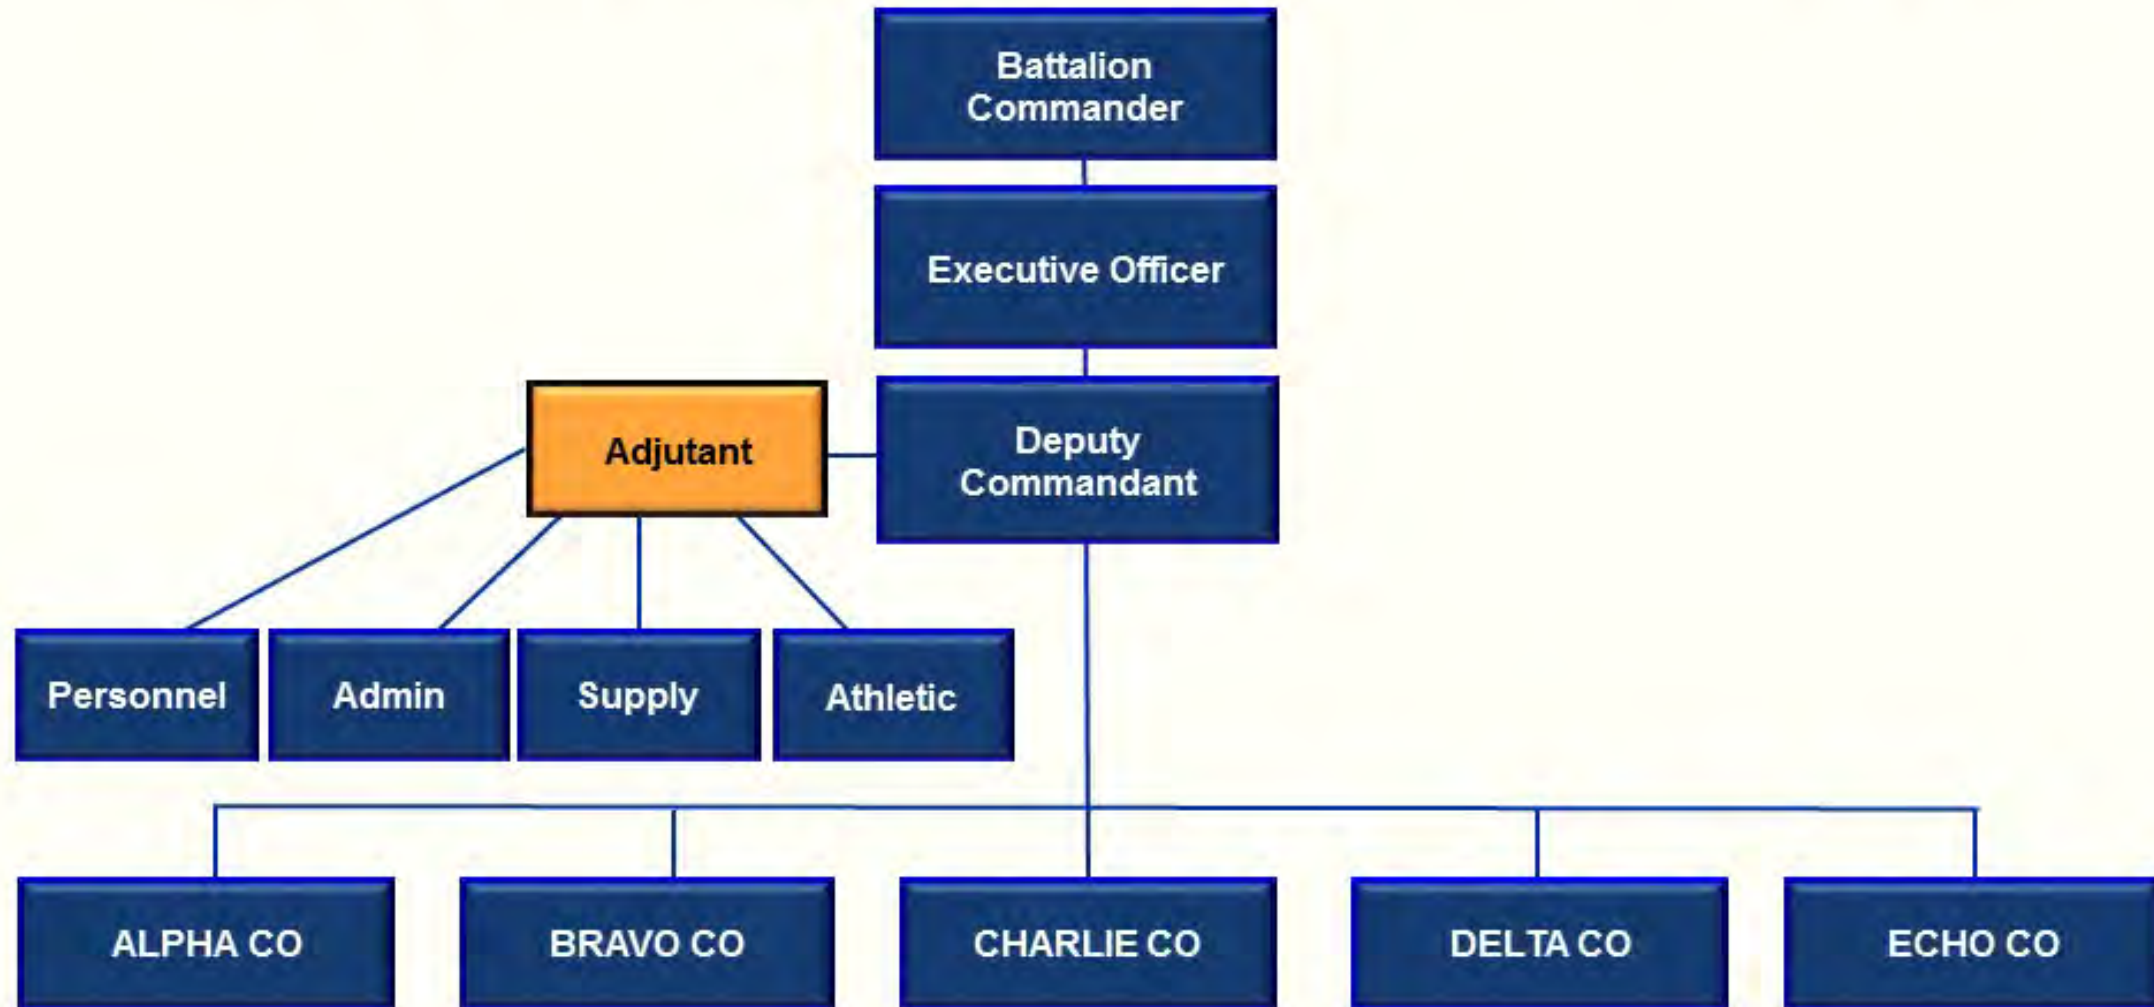 Battalion
Commander
Executive Officer
Adjutant
Deputy
Commandant
Personnel
Admin
Supply
Athletic
ALPHA CO
BRAVO CO
CHARLIE CO
DELTA CO
ECHO CO